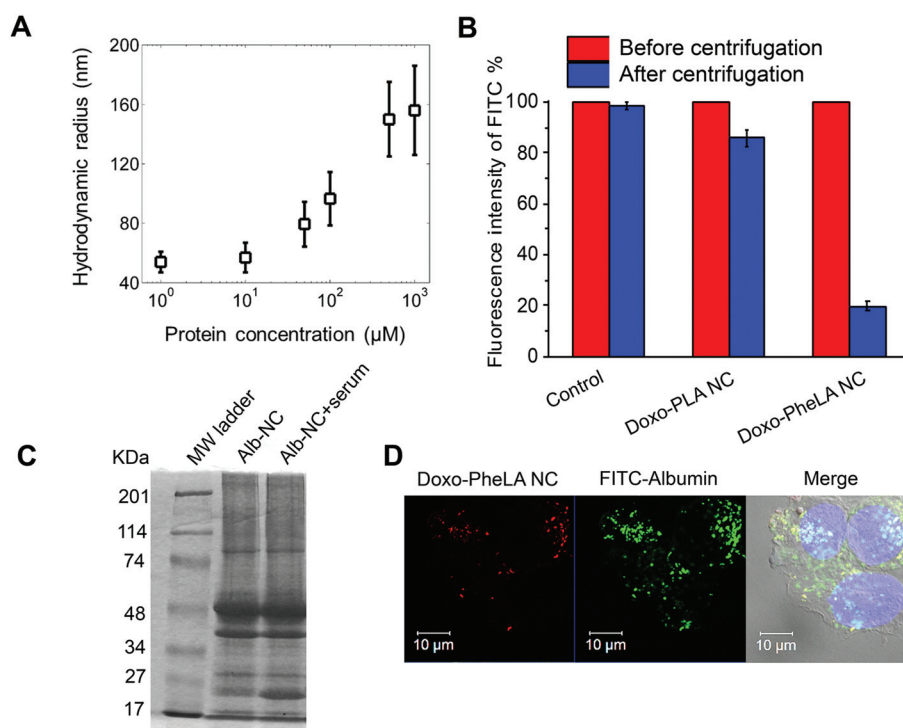 A
Hydrodynamic radius (nm)
200
160
120
80
40
10⁰
10¹
10²
10³
Protein concentration (µM)
B
Before centrifugation
After centrifugation
Fluorescence intensity of FITC %
100
80
60
40
20
0
Control
Doxo-PLA NC
Doxo-PheLA NC
C
KDa
MW ladder
Alb-NC
Alb-NC+serum
201
114
74
48
34
27
17
D
Doxo-PheLA NC
FITC-Albumin
Merge
10 µm
10 µm
10 µm